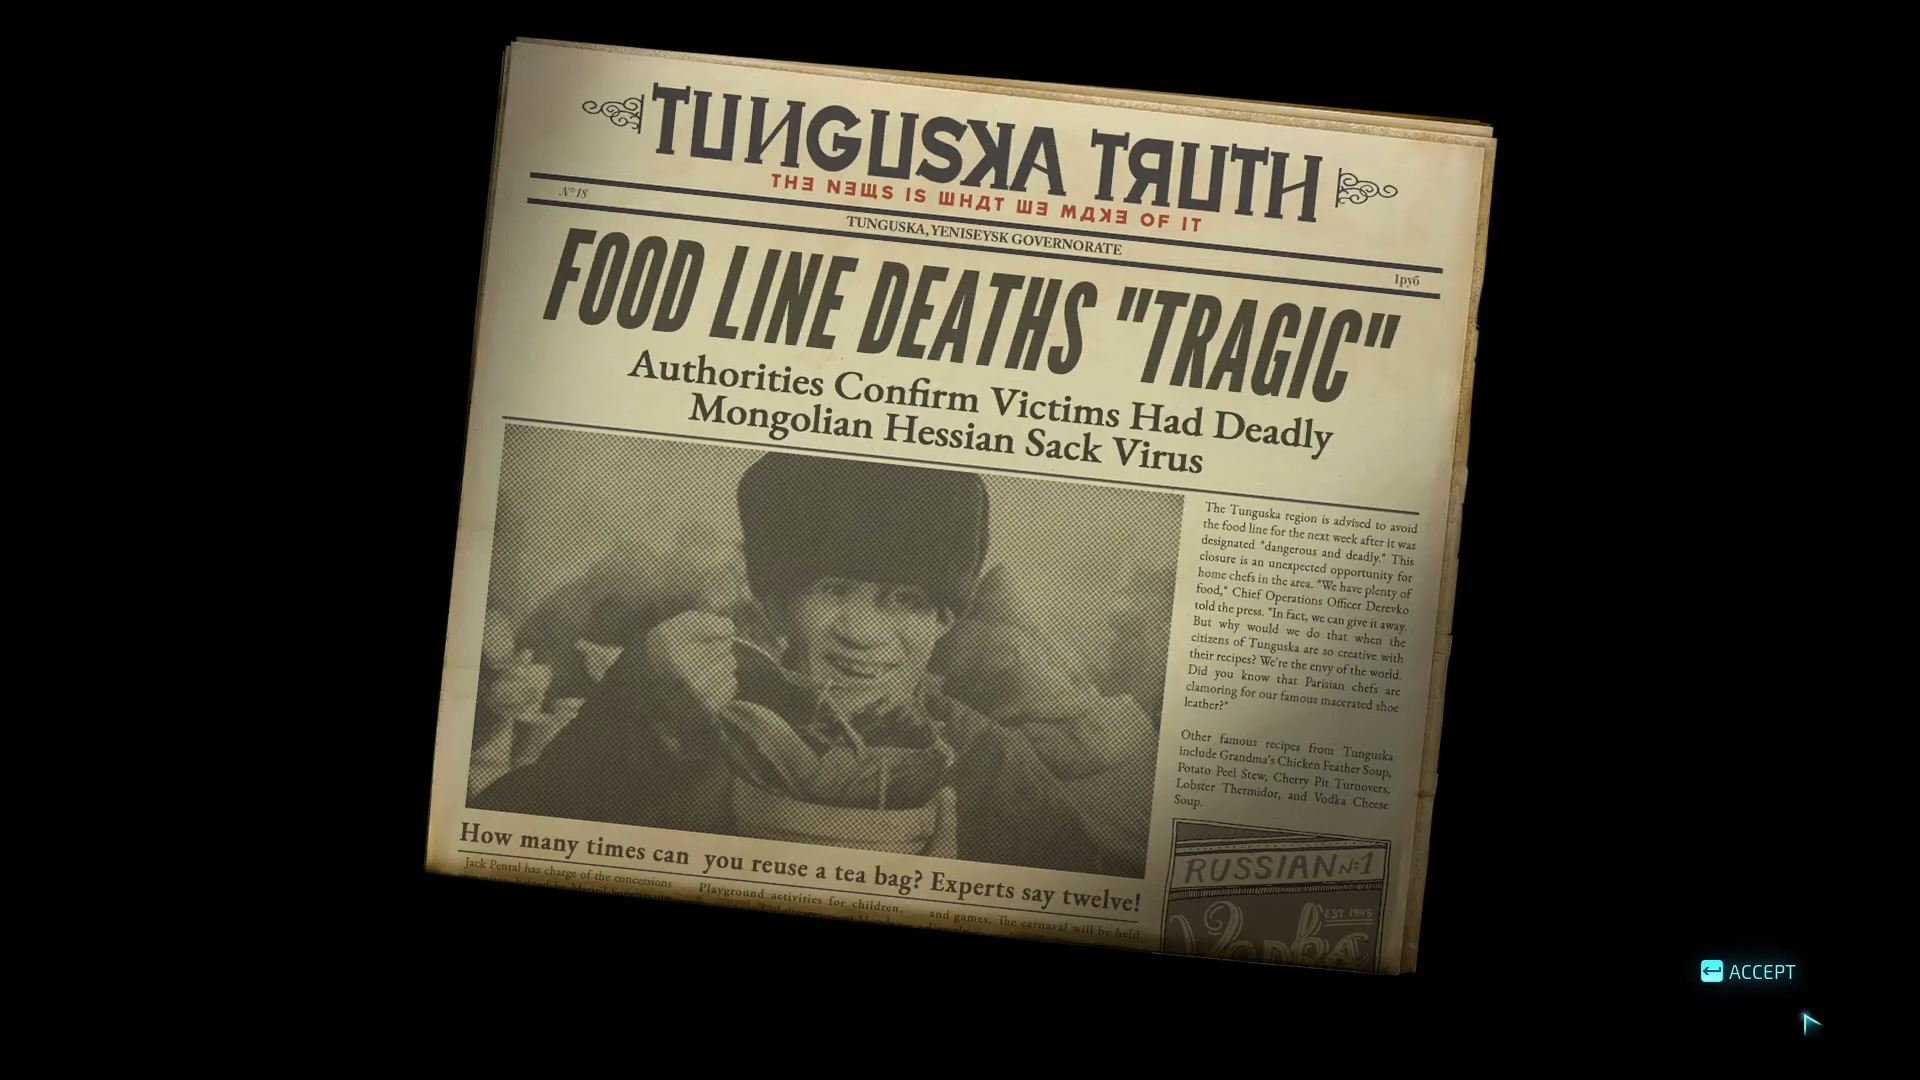 TUИGUSKA TRUTH
THE NEWS IS WHAT WE MAKE OF IT
N°18
TUNGUSKA, YENISEYSK GOVERNORATE
1руб
FOOD LINE DEATHS "TRAGIC"
Authorities Confirm Victims Had Deadly
Mongolian Hessian Sack Virus
The Tunguska region is advised to avoid
the food line for the next week after it was
designated "dangerous and deadly." This
closure is an unexpected opportunity for
home chefs in the area. "We have plenty of
food," Chief Operations Officer Derevko
told the press. "In fact, we can give it away.
But why would we do that when the
citizens of Tunguska are so creative with
their recipes? We're the envy of the world.
Did you know that Parisian chefs are
clamoring for our famous macerated shoe
leather?"
Other famous recipes from Tunguska
include Grandma's Chicken Feather Soup,
Potato Peel Stew, Cherry Pit Turnovers,
Lobster Thermidor, and Vodka Cheese
Soup.
How many times can you reuse a tea bag? Experts say twelve!
Jack Pental has charge of the concessions
Playground activities for children,
and games. The carnaval will be held
RUSSIAN N:1
EST 1945
Vodka
ACCEPT